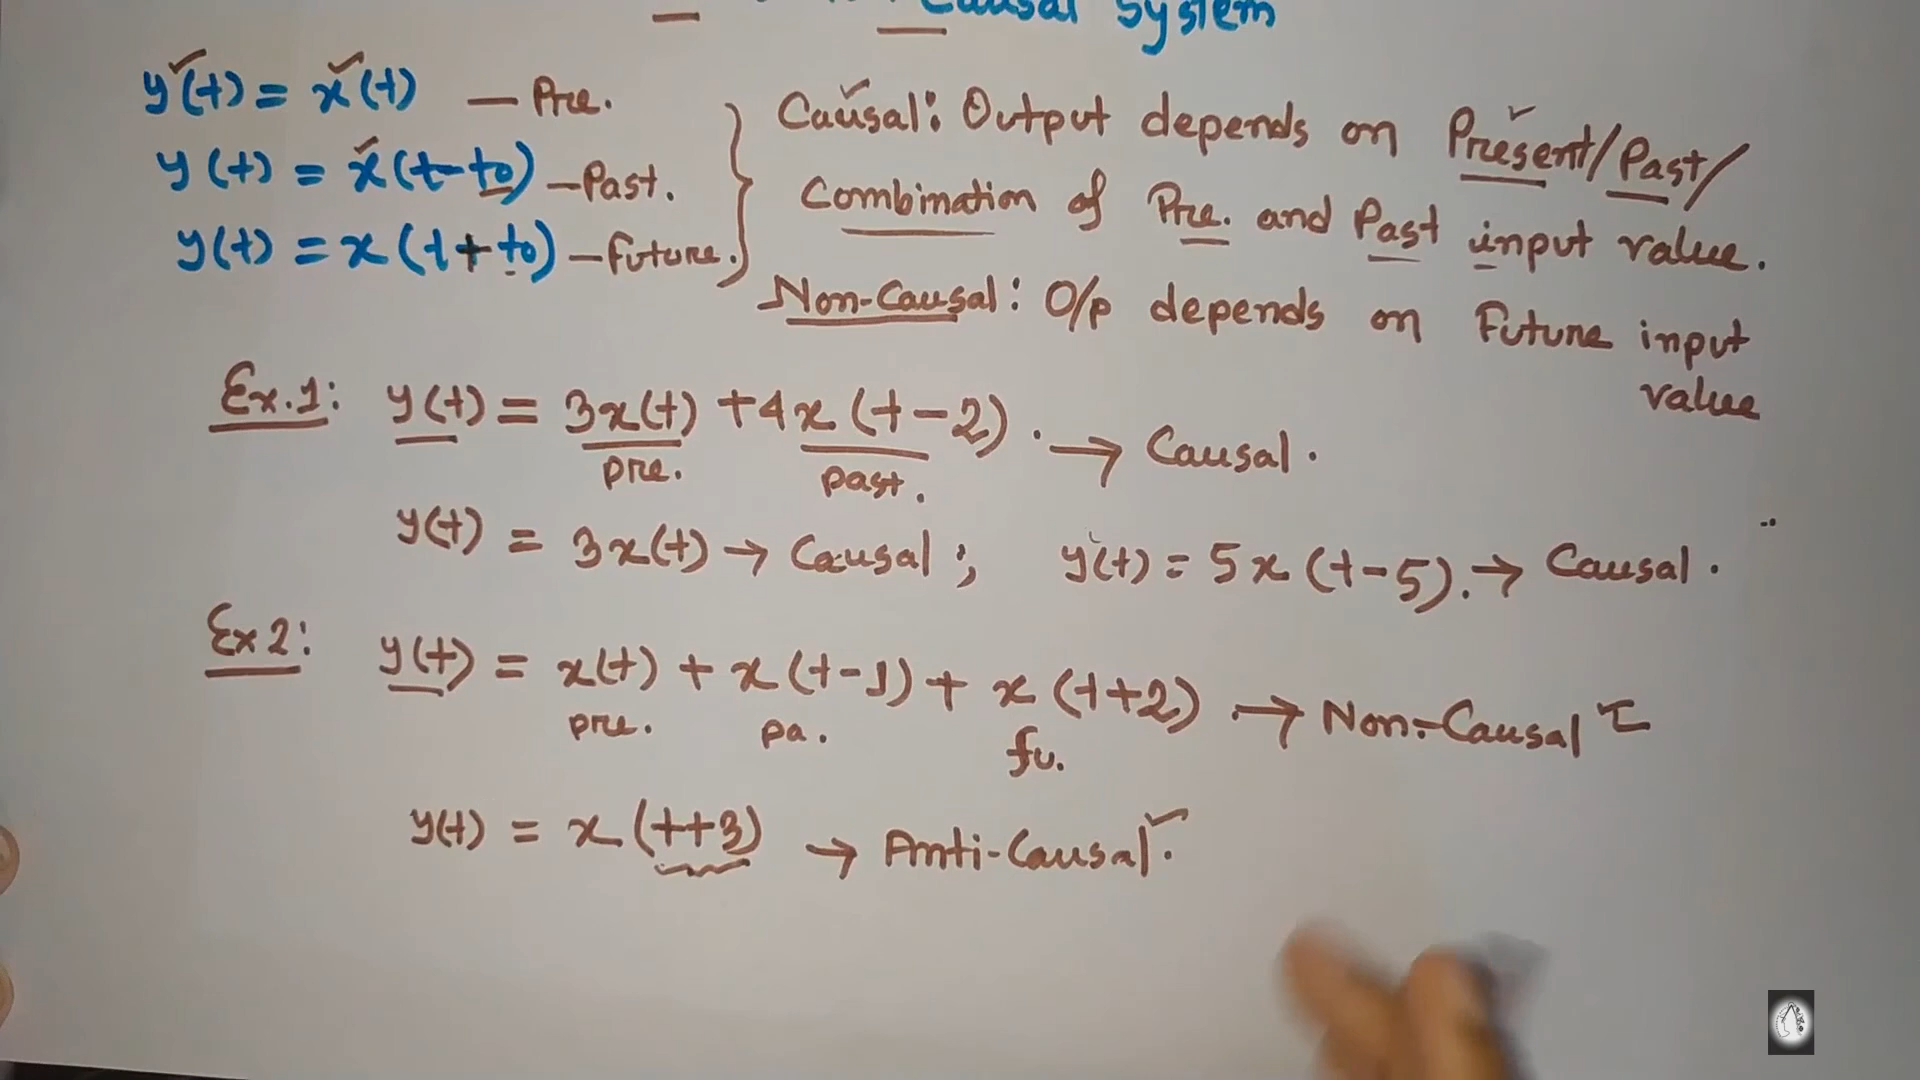 Causal System
y(t) = x(t) — Pre.
y(t) = x(t-to) — Past.
y(t) = x(t+to) — Future.
Causal: Output depends on Present/Past/
Combination of Pre. and Past input value.
Non-Causal: O/p depends on Future input
value
Ex.1: y(t) = 3x(t) + 4x(t-2). → Causal.
pre. past.
y(t) = 3x(t) → Causal; y(t) = 5x(t-5). → Causal.
Ex2: y(t) = x(t) + x(t-1) + x(t+2) → Non-Causal
pre. pa. fu.
y(t) = x(t+3) → Anti-Causal.